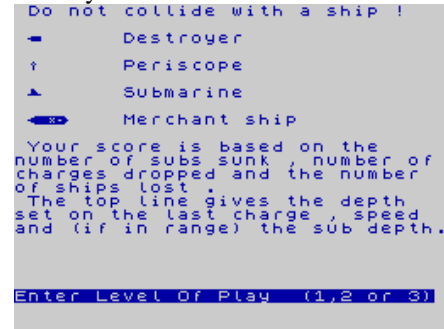 Do not collide with a ship !
Destroyer
Periscope
Submarine
Merchant ship
Your score is based on the
number of subs sunk , number of
charges dropped and the number
of ships lost .
The top line gives the depth
set on the last charge , speed
and (if in range) the sub depth.
Enter Level Of Play (1,2 or 3)